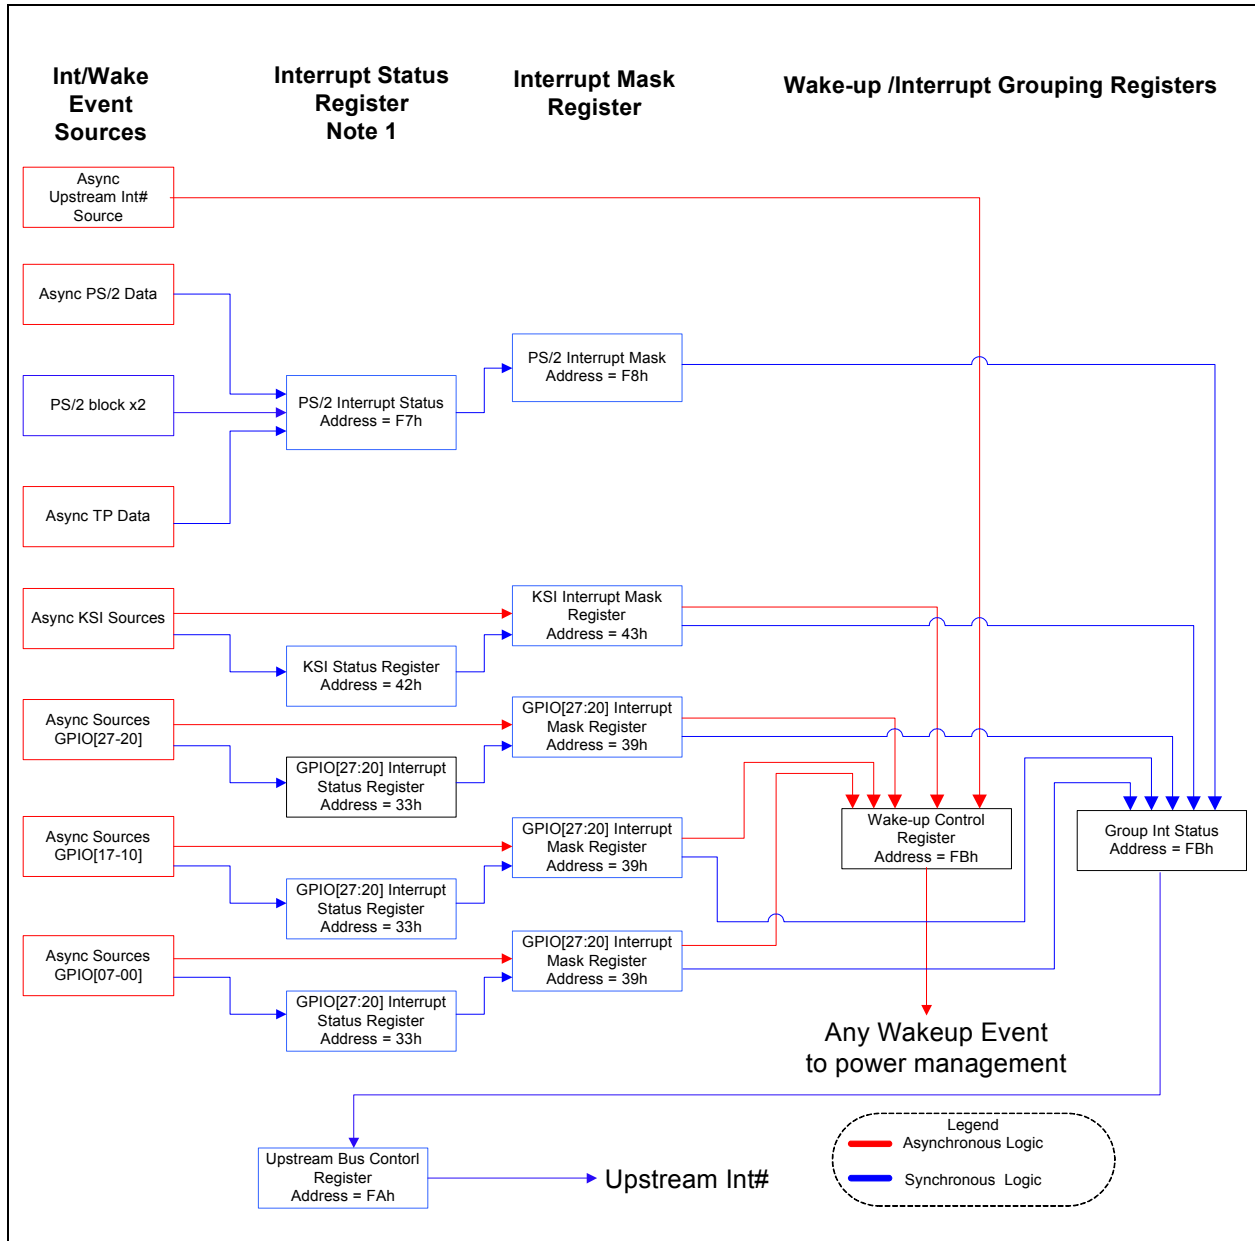 Int/Wake
Event
Sources
Interrupt Status
Register
Note 1
Interrupt Mask
Register
Wake-up /Interrupt Grouping Registers
Async
Upstream Int#
Source
Async PS/2 Data
PS/2 block x2
Async TP Data
PS/2 Interrupt Status
Address = F7h
PS/2 Interrupt Mask
Address = F8h
Async KSI Sources
KSI Status Register
Address = 42h
KSI Interrupt Mask
Register
Address = 43h
Async Sources
GPIO[27-20]
GPIO[27:20] Interrupt
Status Register
Address = 33h
GPIO[27:20] Interrupt
Mask Register
Address = 39h
Async Sources
GPIO[17-10]
GPIO[27:20] Interrupt
Status Register
Address = 33h
GPIO[27:20] Interrupt
Mask Register
Address = 39h
Async Sources
GPIO[07-00]
GPIO[27:20] Interrupt
Status Register
Address = 33h
GPIO[27:20] Interrupt
Mask Register
Address = 39h
Wake-up Control
Register
Address = FBh
Group Int Status
Address = FBh
Any Wakeup Event
to power management
Upstream Bus Contorl
Register
Address = FAh
Upstream Int#
Legend
Asynchronous Logic
Synchronous Logic